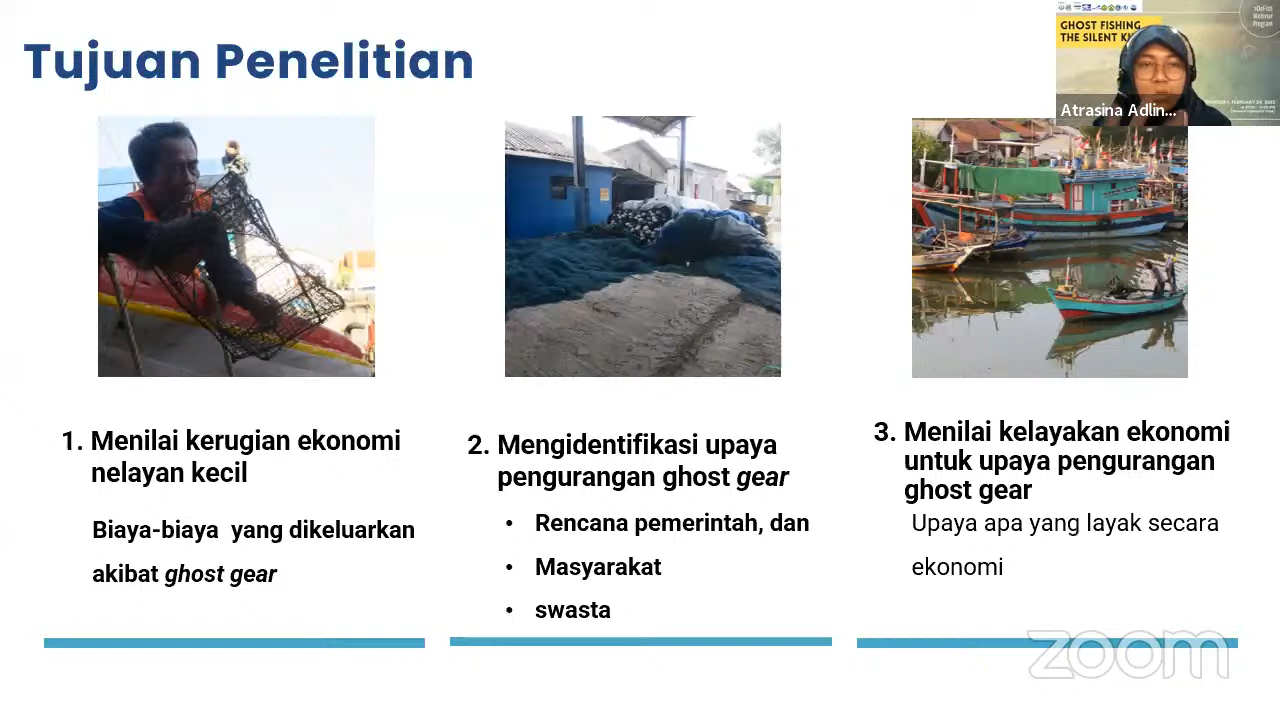 Tujuan Penelitian
GHOST FISHING
THE SILENT
Webinar
Program
Atrasina Adlin...
1. Menilai kerugian ekonomi
nelayan kecil
Biaya-biaya yang dikeluarkan
akibat ghost gear
2. Mengidentifikasi upaya
pengurangan ghost gear
• Rencana pemerintah, dan
• Masyarakat
• swasta
3. Menilai kelayakan ekonomi
untuk upaya pengurangan
ghost gear
Upaya apa yang layak secara
ekonomi
zoom